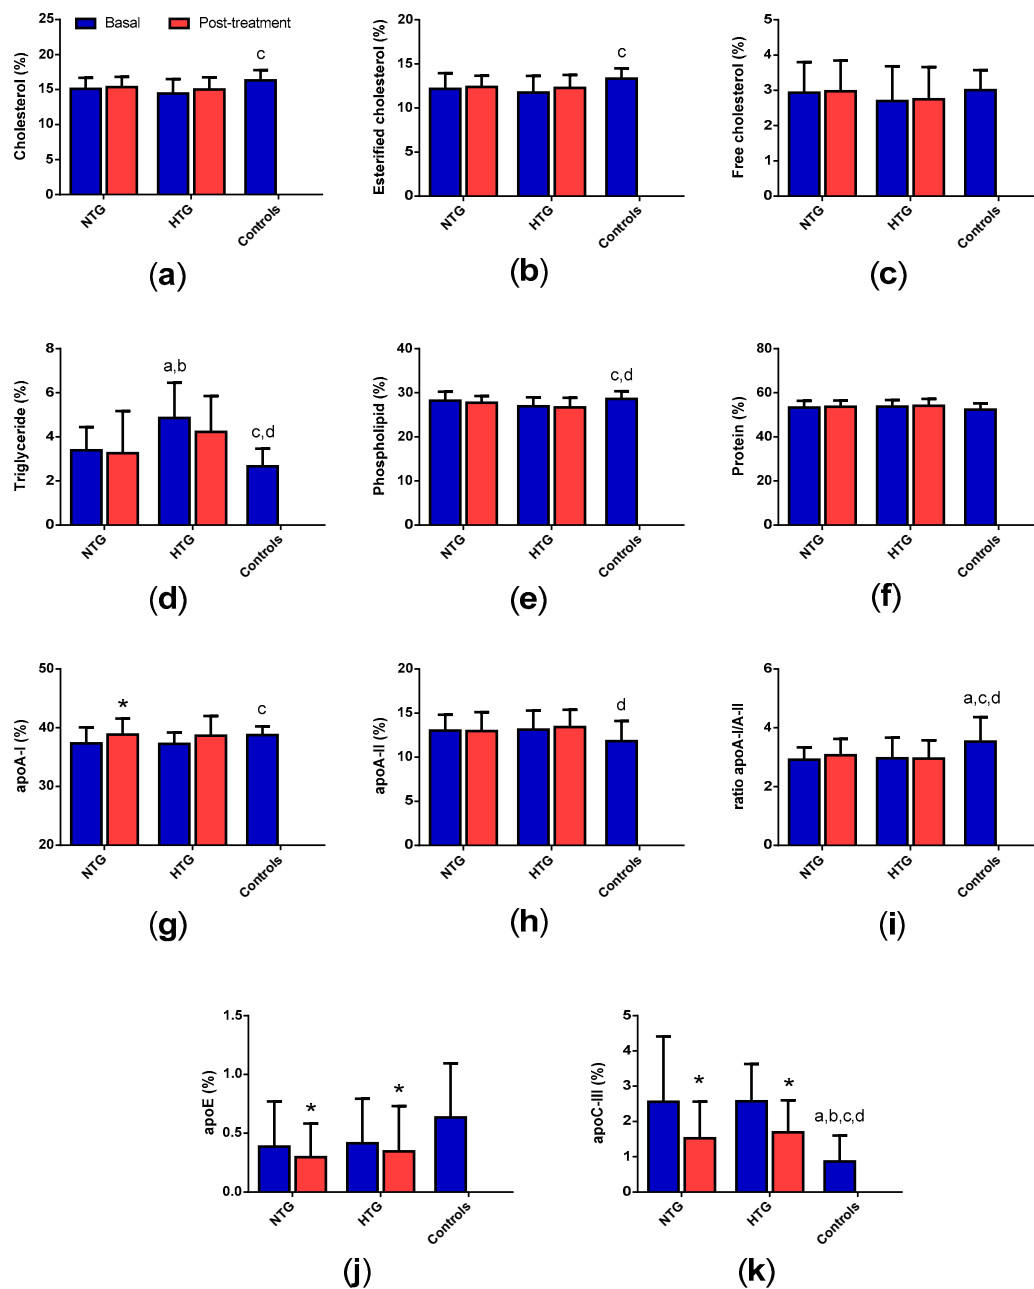 Basal Post-treatment
Cholesterol (%)
25
20
15
10
5
0
c
NTG
HTG
Controls
(a)
Esterified cholesterol (%)
20
15
10
5
0
c
NTG
HTG
Controls
(b)
Free cholesterol (%)
5
4
3
2
1
0
NTG
HTG
Controls
(c)
Triglyceride (%)
8
6
4
2
0
a,b
c,d
NTG
HTG
Controls
(d)
Phospholipid (%)
40
30
20
10
0
c,d
NTG
HTG
Controls
(e)
Protein (%)
80
60
40
20
0
NTG
HTG
Controls
(f)
apoA-I (%)
50
40
30
20
*
c
NTG
HTG
Controls
(g)
apoA-II (%)
20
15
10
5
0
d
NTG
HTG
Controls
(h)
ratio apoA-I/A-II
6
4
2
0
a,c,d
NTG
HTG
Controls
(i)
apoE (%)
1.5
1.0
0.5
0.0
*
*
NTG
HTG
Controls
(j)
apoC-III (%)
5
4
3
2
1
0
*
*
a,b,c,d
NTG
HTG
Controls
(k)